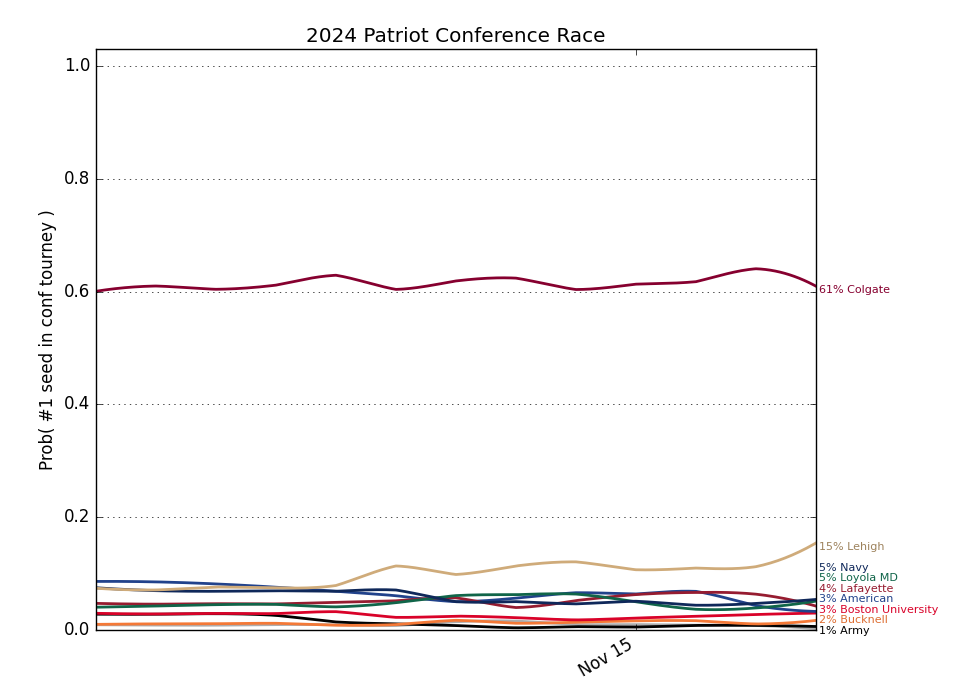 2024 Patriot Conference Race
Prob( #1 seed in conf tourney )
1.0
0.8
0.6
0.4
0.2
0.0
Nov 15
61% Colgate
15% Lehigh
5% Navy
5% Loyola MD
4% Lafayette
3% American
3% Boston University
2% Bucknell
1% Army